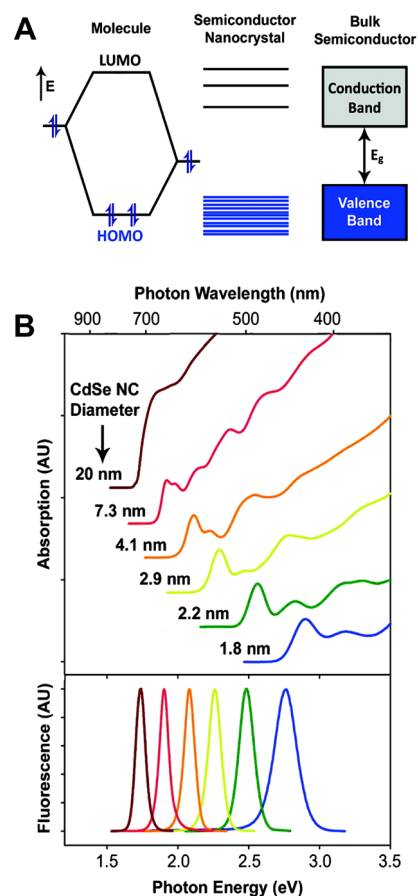 A
Molecule
Semiconductor
Nanocrystal
Bulk
Semiconductor
E
LUMO
HOMO
Conduction
Band
Eg
Valence
Band
B
Photon Wavelength (nm)
900 700 500 400
CdSe NC
Diameter
20 nm
7.3 nm
4.1 nm
2.9 nm
2.2 nm
1.8 nm
Absorption (AU)
Fluorescence (AU)
1.5 2.0 2.5 3.0 3.5
Photon Energy (eV)